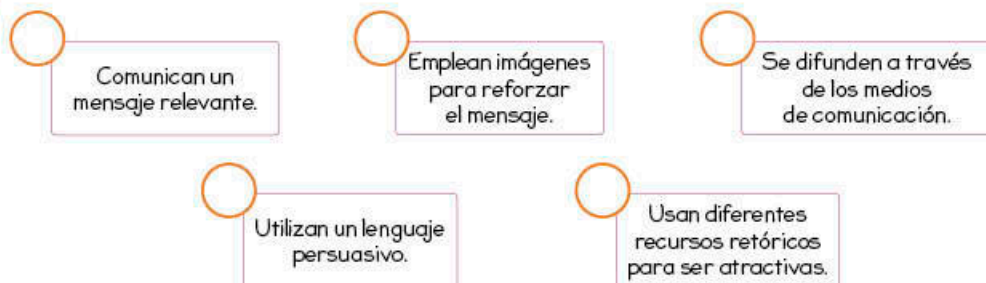 Comunican un
mensaje relevante.
Emplean imágenes
para reforzar
el mensaje.
Se difunden a través
de los medios
de comunicación.
Utilizan un lenguaje
persuasivo.
Usan diferentes
recursos retóricos
para ser atractivas.